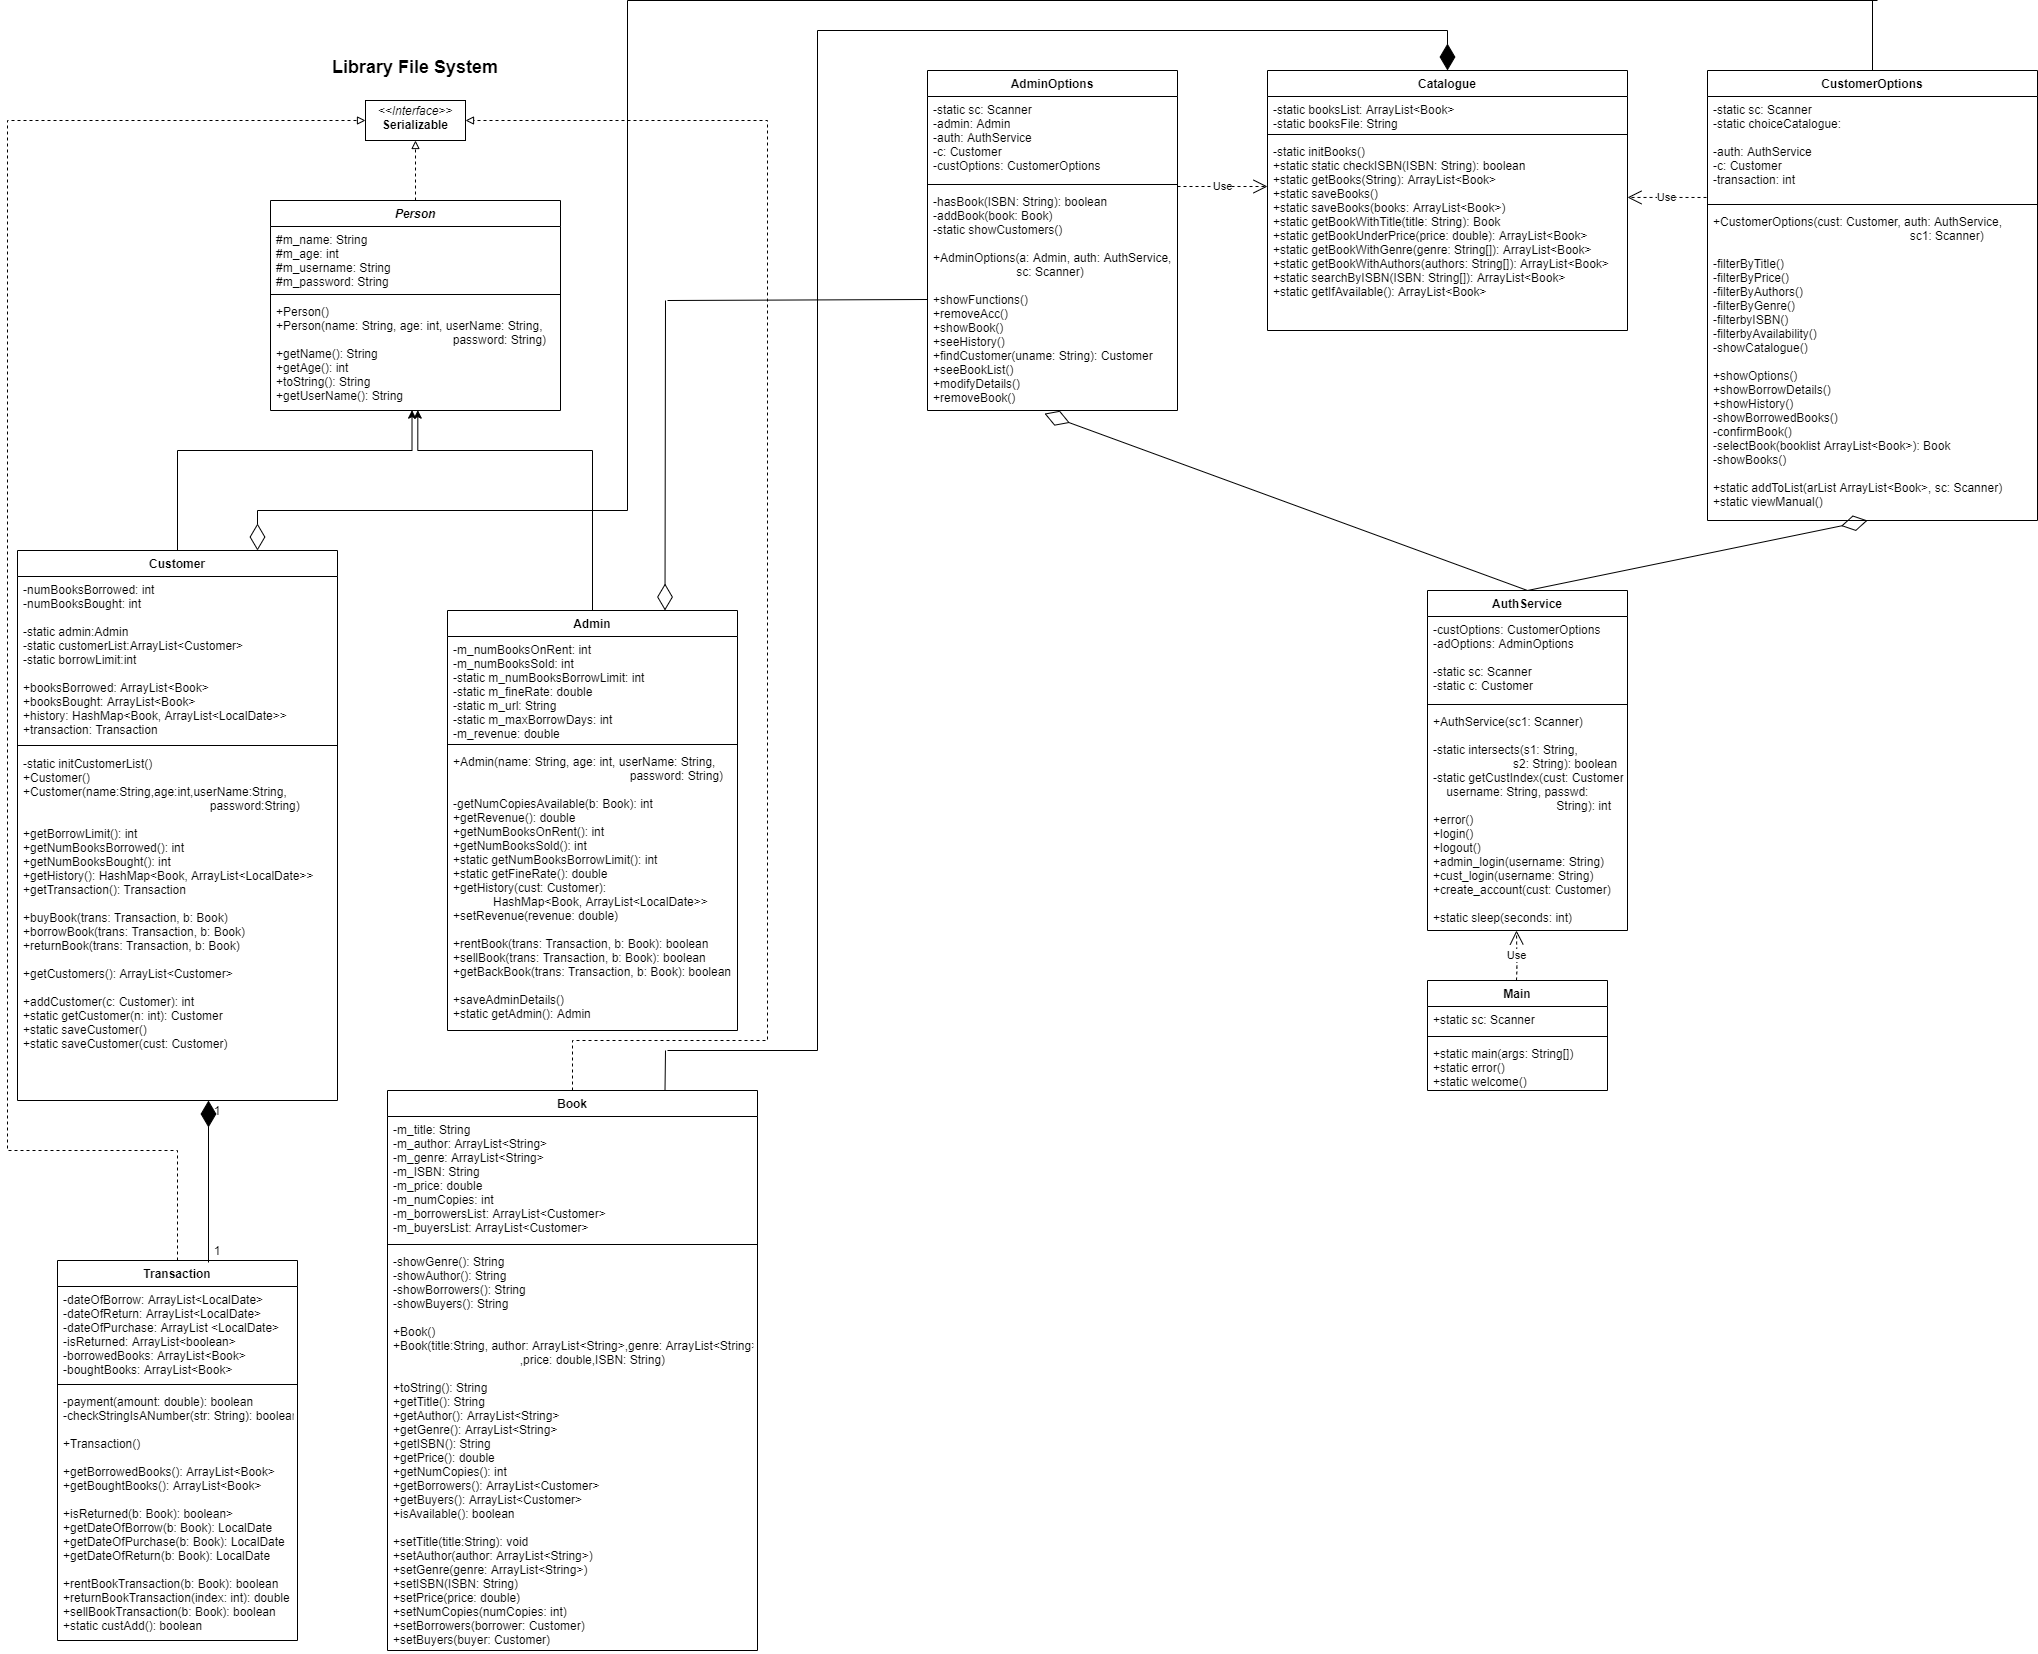 Library File System
<<Interface>>
Serializable
Person
#m_name: String
#m_age: int
#m_username: String
#m_password: String
+Person()
+Person(name: String, age: int, userName: String,
password: String)
+getName(): String
+getAge(): int
+toString(): String
+getUserName(): String
AdminOptions
-static sc: Scanner
-admin: Admin
-auth: AuthService
-c: Customer
-custOptions: CustomerOptions
-hasBook(ISBN: String): boolean
-addBook(book: Book)
-static showCustomers()
+AdminOptions(a: Admin, auth: AuthService,
sc: Scanner)
+showFunctions()
+removeAcc()
+showBook()
+seeHistory()
+findCustomer(uname: String): Customer
+seeBookList()
+modifyDetails()
+removeBook()
Use
Catalogue
-static booksList: ArrayList<Book>
-static booksFile: String
-static initBooks()
+static static checkISBN(ISBN: String): boolean
+static getBooks(String): ArrayList<Book>
+static saveBooks()
+static saveBooks(books: ArrayList<Book>)
+static getBookWithTitle(title: String): Book
+static getBookUnderPrice(price: double): ArrayList<Book>
+static getBookWithGenre(genre: String[]): ArrayList<Book>
+static getBookWithAuthors(authors: String[]): ArrayList<Book>
+static searchByISBN(ISBN: String[]): ArrayList<Book>
+static getIfAvailable(): ArrayList<Book>
Use
CustomerOptions
-static sc: Scanner
-static choiceCatalogue:
-auth: AuthService
-c: Customer
-transaction: int
+CustomerOptions(cust: Customer, auth: AuthService,
sc1: Scanner)
-filterByTitle()
-filterByPrice()
-filterByAuthors()
-filterByGenre()
-filterbyISBN()
-filterbyAvailability()
-showCatalogue()
+showOptions()
+showBorrowDetails()
+showHistory()
-showBorrowedBooks()
-confirmBook()
-selectBook(booklist ArrayList<Book>): Book
-showBooks()
+static addToList(arList ArrayList<Book>, sc: Scanner)
+static viewManual()
Customer
-numBooksBorrowed: int
-numBooksBought: int
-static admin:Admin
-static customerList:ArrayList<Customer>
-static borrowLimit:int
+booksBorrowed: ArrayList<Book>
+booksBought: ArrayList<Book>
+history: HashMap<Book, ArrayList<LocalDate>>
+transaction: Transaction
-static initCustomerList()
+Customer()
+Customer(name:String,age:int,userName:String,
password:String)
+getBorrowLimit(): int
+getNumBooksBorrowed(): int
+getNumBooksBought(): int
+getHistory(): HashMap<Book, ArrayList<LocalDate>>
+getTransaction(): Transaction
+buyBook(trans: Transaction, b: Book)
+borrowBook(trans: Transaction, b: Book)
+returnBook(trans: Transaction, b: Book)
+getCustomers(): ArrayList<Customer>
+addCustomer(c: Customer): int
+static getCustomer(n: int): Customer
+static saveCustomer()
+static saveCustomer(cust: Customer)
1
1
Admin
-m_numBooksOnRent: int
-m_numBooksSold: int
-static m_numBooksBorrowLimit: int
-static m_fineRate: double
-static m_url: String
-static m_maxBorrowDays: int
-m_revenue: double
+Admin(name: String, age: int, userName: String,
password: String)
-getNumCopiesAvailable(b: Book): int
+getRevenue(): double
+getNumBooksOnRent(): int
+getNumBooksSold(): int
+static getNumBooksBorrowLimit(): int
+static getFineRate(): double
+getHistory(cust: Customer):
HashMap<Book, ArrayList<LocalDate>>
+setRevenue(revenue: double)
+rentBook(trans: Transaction, b: Book): boolean
+sellBook(trans: Transaction, b: Book): boolean
+getBackBook(trans: Transaction, b: Book): boolean
+saveAdminDetails()
+static getAdmin(): Admin
AuthService
-custOptions: CustomerOptions
-adOptions: AdminOptions
-static sc: Scanner
-static c: Customer
+AuthService(sc1: Scanner)
-static intersects(s1: String,
s2: String): boolean
-static getCustIndex(cust: Customer
username: String, passwd:
String): int
+error()
+login()
+logout()
+admin_login(username: String)
+cust_login(username: String)
+create_account(cust: Customer)
+static sleep(seconds: int)
Use
Main
+static sc: Scanner
+static main(args: String[])
+static error()
+static welcome()
Transaction
-dateOfBorrow: ArrayList<LocalDate>
-dateOfReturn: ArrayList<LocalDate>
-dateOfPurchase: ArrayList <LocalDate>
-isReturned: ArrayList<boolean>
-borrowedBooks: ArrayList<Book>
-boughtBooks: ArrayList<Book>
-payment(amount: double): boolean
-checkStringIsANumber(str: String): boolea
+Transaction()
+getBorrowedBooks(): ArrayList<Book>
+getBoughtBooks(): ArrayList<Book>
+isReturned(b: Book): boolean>
+getDateOfBorrow(b: Book): LocalDate
+getDateOfPurchase(b: Book): LocalDate
+getDateOfReturn(b: Book): LocalDate
+rentBookTransaction(b: Book): boolean
+returnBookTransaction(index: int): double
+sellBookTransaction(b: Book): boolean
+static custAdd(): boolean
Book
-m_title: String
-m_author: ArrayList<String>
-m_genre: ArrayList<String>
-m_ISBN: String
-m_price: double
-m_numCopies: int
-m_borrowersList: ArrayList<Customer>
-m_buyersList: ArrayList<Customer>
-showGenre(): String
-showAuthor(): String
-showBorrowers(): String
-showBuyers(): String
+Book()
+Book(title:String, author: ArrayList<String>,genre: ArrayList<String>
,price: double,ISBN: String)
+toString(): String
+getTitle(): String
+getAuthor(): ArrayList<String>
+getGenre(): ArrayList<String>
+getISBN(): String
+getPrice(): double
+getNumCopies(): int
+getBorrowers(): ArrayList<Customer>
+getBuyers(): ArrayList<Customer>
+isAvailable(): boolean
+setTitle(title:String): void
+setAuthor(author: ArrayList<String>)
+setGenre(genre: ArrayList<String>)
+setISBN(ISBN: String)
+setPrice(price: double)
+setNumCopies(numCopies: int)
+setBorrowers(borrower: Customer)
+setBuyers(buyer: Customer)